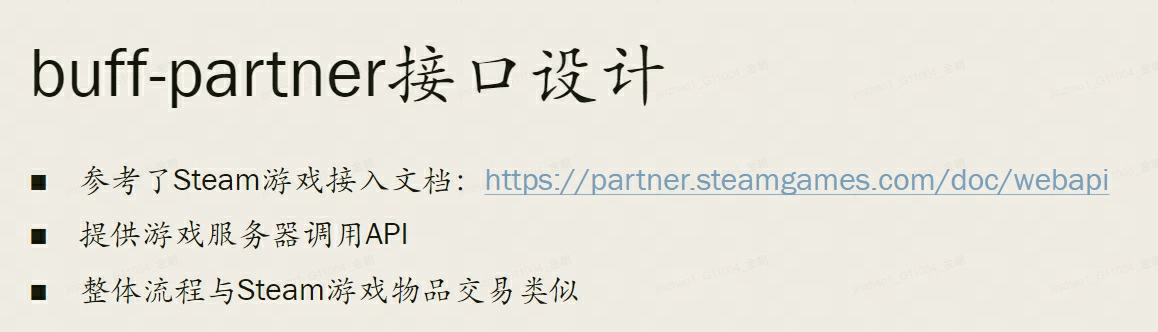 buff-partner接口设计
■ 参考了Steam游戏接入文档：https://partner.steamgames.com/doc/webapi
■ 提供游戏服务器调用API
■ 整体流程与Steam游戏物品交易类似